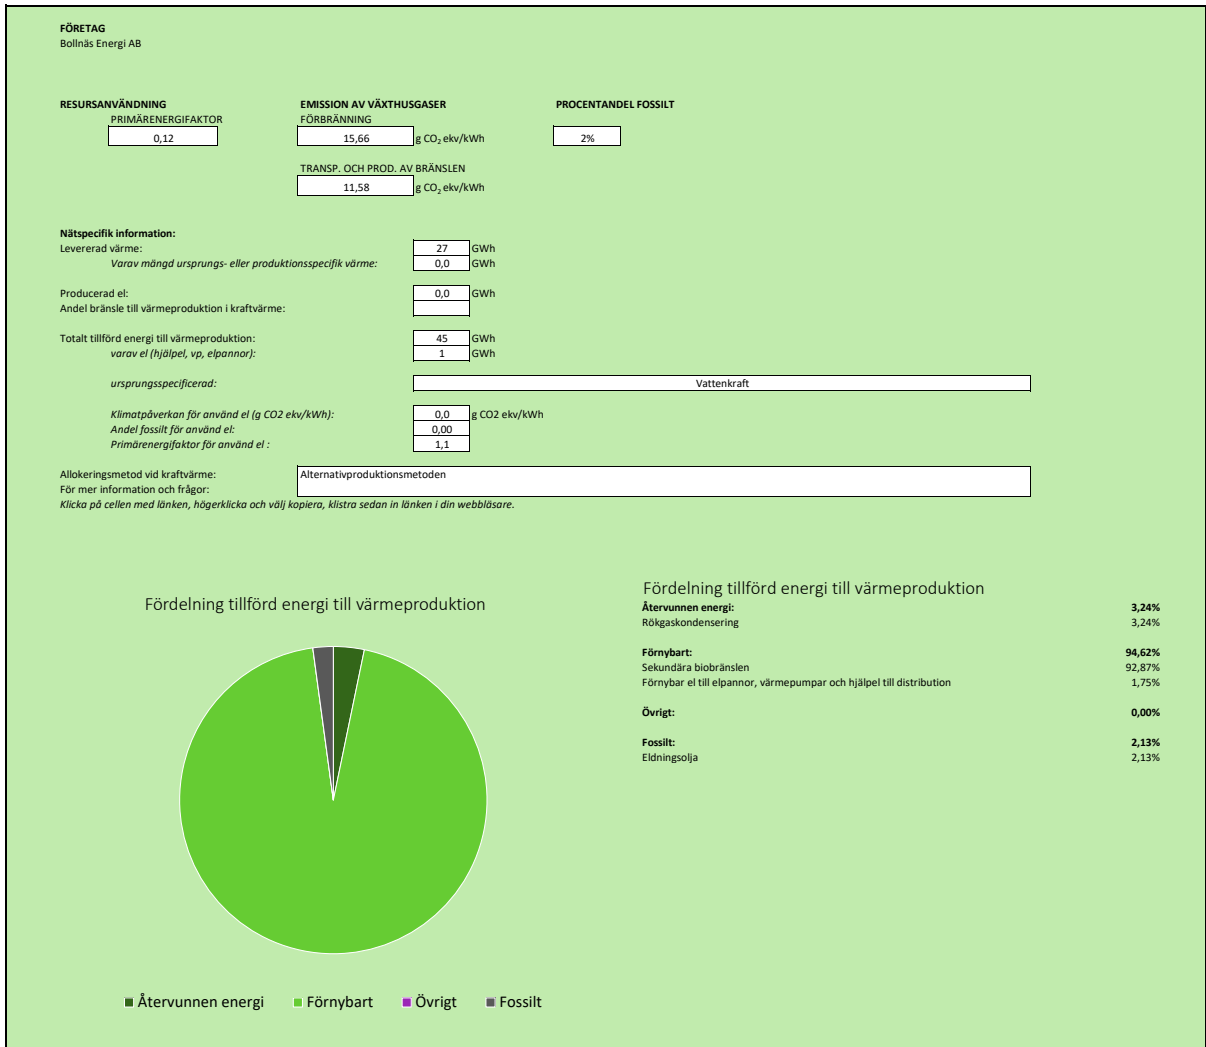 FÖRETAG
Bollnäs Energi AB
RESURSANVÄNDNING EMISSION AV VÄXTHUSGASER PROCENTANDEL FOSSILT
PRIMÄRENERGIFAKTOR FÖRBRÄNNING
0,12 15,66 g CO₂ ekv/kWh 2%
TRANSP. OCH PROD. AV BRÄNSLEN
11,58 g CO₂ ekv/kWh
Nätspecifik information:
Levererad värme: 27 GWh
Varav mängd ursprungs- eller produktionsspecifik värme: 0,0 GWh
Producerad el: 0,0 GWh
Andel bränsle till värmeproduktion i kraftvärme:
Totalt tillförd energi till värmeproduktion: 45 GWh
varav el (hjälpel, vp, elpannor): 1 GWh
ursprungsspecificerad: Vattenkraft
Klimatpåverkan för använd el (g CO2 ekv/kWh): 0,0 g CO2 ekv/kWh
Andel fossilt för använd el: 0,00
Primärenergifaktor för använd el : 1,1
Allokeringsmetod vid kraftvärme: Alternativproduktionsmetoden
För mer information och frågor:
Klicka på cellen med länken, högerklicka och välj kopiera, klistra sedan in länken i din webbläsare.
Fördelning tillförd energi till värmeproduktion
Återvunnen energi
Förnybart
Övrigt
Fossilt
Fördelning tillförd energi till värmeproduktion
Återvunnen energi: 3,24%
Rökgaskondensering 3,24%
Förnybart: 94,62%
Sekundära biobränslen 92,87%
Förnybar el till elpannor, värmepumpar och hjälpel till distribution 1,75%
Övrigt: 0,00%
Fossilt: 2,13%
Eldningsolja 2,13%